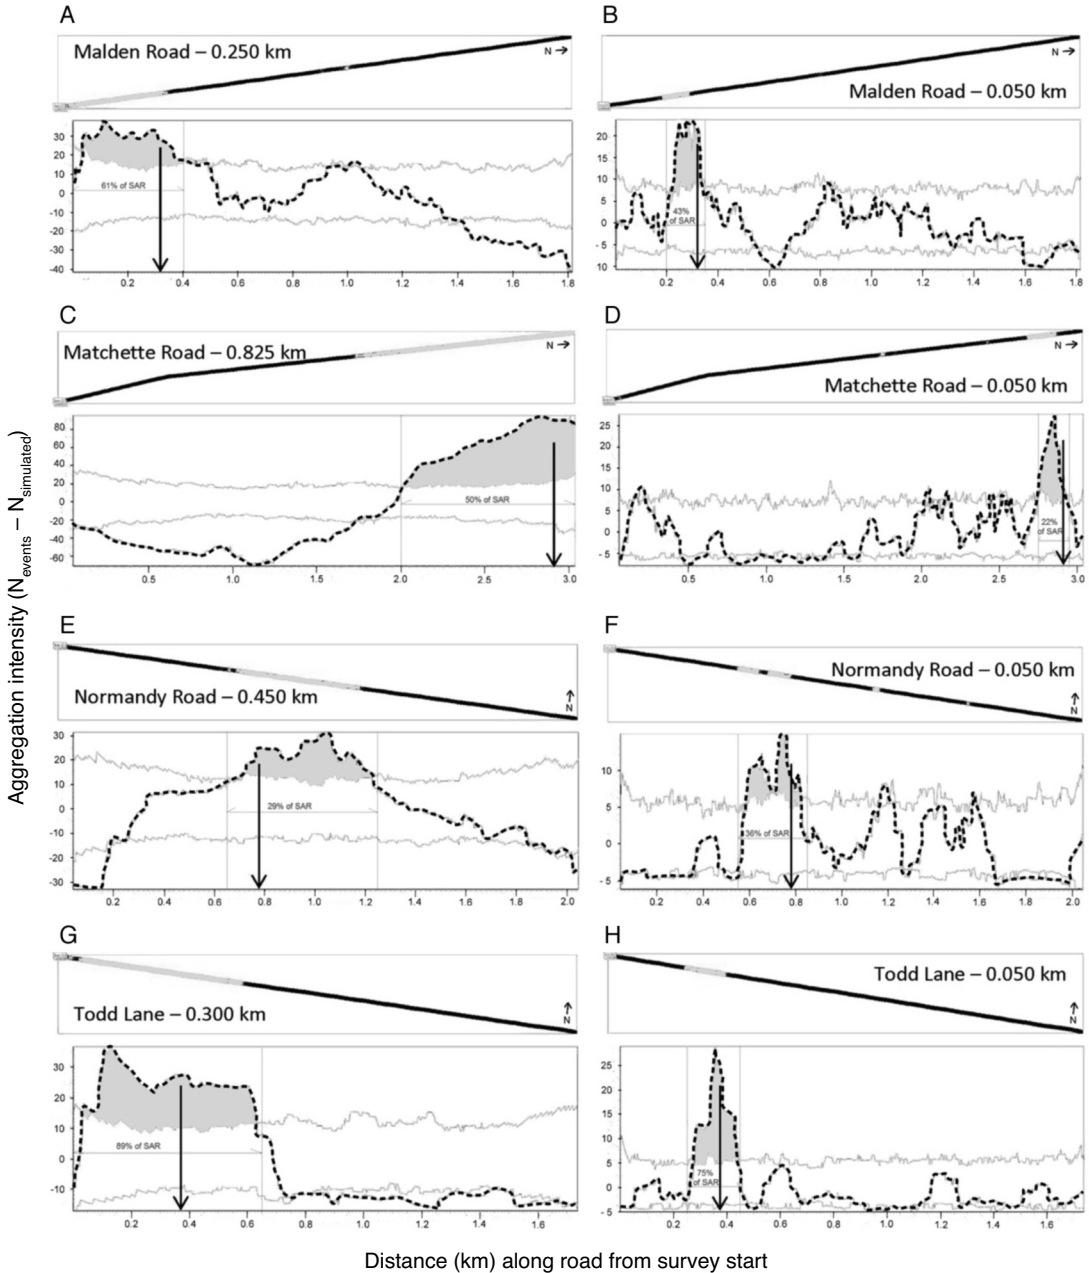 A
Malden Road – 0.250 km
N →
30
20
10
0
-10
-20
-30
-40
61% of SAR
0.2 0.4 0.6 0.8 1.0 1.2 1.4 1.6 1.8
B
N →
Malden Road – 0.050 km
20
15
10
5
0
5
10
43%
of SAR
0.2 0.4 0.6 0.8 1.0 1.2 1.4 1.6 1.8
C
Matchette Road – 0.825 km
N →
80
60
40
20
0
-20
-40
-60
50% of SAR
0.5 1.0 1.5 2.0 2.5 3.0
D
N →
Matchette Road – 0.050 km
25
20
15
10
5
0
- 5
22%
of SAR
0.5 1.0 1.5 2.0 2.5 3.0
E
Normandy Road – 0.450 km
↑
N
30
20
10
0
-10
-20
-30
29% of SAR
0.2 0.4 0.6 0.8 1.0 1.2 1.4 1.6 1.8 2.0
F
Normandy Road – 0.050 km
↑
N
10
5
0
- 5
36% of SAR
0.2 0.4 0.6 0.8 1.0 1.2 1.4 1.6 1.8 2.0
G
Todd Lane – 0.300 km
↑
N
30
20
10
0
-10
89% of SAR
0.2 0.4 0.6 0.8 1.0 1.2 1.4 1.6
H
Todd Lane – 0.050 km
↑
N
25
20
15
10
5
0
- 5
75%
of SAR
0.2 0.4 0.6 0.8 1.0 1.2 1.4 1.6
Aggregation intensity (Nevents – Nsimulated)
Distance (km) along road from survey start